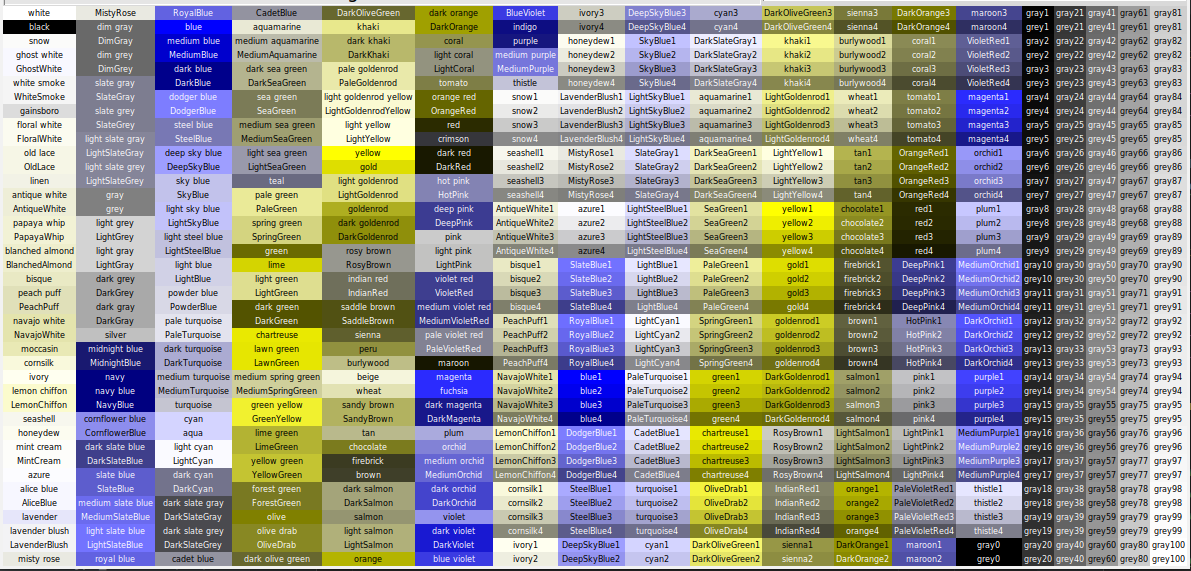 white MistyRose RoyalBlue CadetBlue DarkOliveGreen dark orange BlueViolet ivory3 DeepSkyBlue3 cyan3 DarkOliveGreen3 sienna3 DarkOrange3 maroon3 gray1 gray21 gray41 gray61 gray81
black dim gray blue aquamarine khaki DarkOrange indigo ivory4 DeepSkyBlue4 cyan4 DarkOliveGreen4 sienna4 DarkOrange4 maroon4 grey1 grey21 grey41 grey61 grey81
snow DimGray medium blue medium aquamarine dark khaki coral purple honeydew1 SkyBlue1 DarkSlateGray1 khaki1 burlywood1 coral1 VioletRed1 gray2 gray22 gray42 gray62 gray82
ghost white dim grey MediumBlue MediumAquamarine DarkKhaki light coral medium purple honeydew2 SkyBlue2 DarkSlateGray2 khaki2 burlywood2 coral2 VioletRed2 grey2 grey22 grey42 grey62 grey82
GhostWhite DimGrey dark blue dark sea green pale goldenrod LightCoral MediumPurple honeydew3 SkyBlue3 DarkSlateGray3 khaki3 burlywood3 coral3 VioletRed3 gray3 gray23 gray43 gray63 gray83
white smoke slate gray DarkBlue DarkSeaGreen PaleGoldenrod tomato thistle honeydew4 SkyBlue4 DarkSlateGray4 khaki4 burlywood4 coral4 VioletRed4 grey3 grey23 grey43 grey63 grey83
WhiteSmoke SlateGray dodger blue sea green light goldenrod yellow orange red snow1 LavenderBlush1 LightSkyBlue1 aquamarine1 LightGoldenrod1 wheat1 tomato1 magenta1 gray4 gray24 gray44 gray64 gray84
gainsboro slate grey DodgerBlue SeaGreen LightGoldenrodYellow OrangeRed snow2 LavenderBlush2 LightSkyBlue2 aquamarine2 LightGoldenrod2 wheat2 tomato2 magenta2 grey4 grey24 grey44 grey64 grey84
floral white SlateGrey steel blue medium sea green light yellow red snow3 LavenderBlush3 LightSkyBlue3 aquamarine3 LightGoldenrod3 wheat3 tomato3 magenta3 gray5 gray25 gray45 gray65 gray85
FloralWhite light slate gray SteelBlue MediumSeaGreen LightYellow crimson snow4 LavenderBlush4 LightSkyBlue4 aquamarine4 LightGoldenrod4 wheat4 tomato4 magenta4 grey5 grey25 grey45 grey65 grey85
old lace LightSlateGray deep sky blue light sea green yellow dark red seashell1 MistyRose1 SlateGray1 DarkSeaGreen1 LightYellow1 tan1 OrangeRed1 orchid1 gray6 gray26 gray46 gray66 gray86
OldLace light slate grey DeepSkyBlue LightSeaGreen gold DarkRed seashell2 MistyRose2 SlateGray2 DarkSeaGreen2 LightYellow2 tan2 OrangeRed2 orchid2 grey6 grey26 grey46 grey66 grey86
linen LightSlateGrey sky blue teal light goldenrod hot pink seashell3 MistyRose3 SlateGray3 DarkSeaGreen3 LightYellow3 tan3 OrangeRed3 orchid3 gray7 gray27 gray47 gray67 gray87
antique white gray SkyBlue pale green LightGoldenrod HotPink seashell4 MistyRose4 SlateGray4 DarkSeaGreen4 LightYellow4 tan4 OrangeRed4 orchid4 grey7 grey27 grey47 grey67 grey87
AntiqueWhite grey light sky blue PaleGreen goldenrod deep pink AntiqueWhite1 azure1 LightSteelBlue1 SeaGreen1 yellow1 chocolate1 red1 plum1 gray8 gray28 gray48 gray68 gray88
papaya whip light grey LightSkyBlue spring green dark goldenrod DeepPink AntiqueWhite2 azure2 LightSteelBlue2 SeaGreen2 yellow2 chocolate2 red2 plum2 grey8 grey28 grey48 grey68 grey88
PapayaWhip LightGrey light steel blue SpringGreen DarkGoldenrod pink AntiqueWhite3 azure3 LightSteelBlue3 SeaGreen3 yellow3 chocolate3 red3 plum3 gray9 gray29 gray49 gray69 gray89
blanched almond light gray LightSteelBlue green rosy brown light pink AntiqueWhite4 azure4 LightSteelBlue4 SeaGreen4 yellow4 chocolate4 red4 plum4 grey9 grey29 grey49 grey69 grey89
BlanchedAlmond LightGray light blue lime RosyBrown LightPink bisque1 SlateBlue1 LightBlue1 PaleGreen1 gold1 firebrick1 DeepPink1 MediumOrchid1 gray10 gray30 gray50 gray70 gray90
bisque dark grey LightBlue light green indian red violet red bisque2 SlateBlue2 LightBlue2 PaleGreen2 gold2 firebrick2 DeepPink2 MediumOrchid2 grey10 grey30 grey50 grey70 grey90
peach puff DarkGrey powder blue LightGreen IndianRed VioletRed bisque3 SlateBlue3 LightBlue3 PaleGreen3 gold3 firebrick3 DeepPink3 MediumOrchid3 gray11 gray31 gray51 gray71 gray91
PeachPuff dark gray PowderBlue dark green saddle brown medium violet red bisque4 SlateBlue4 LightBlue4 PaleGreen4 gold4 firebrick4 DeepPink4 MediumOrchid4 grey11 grey31 grey51 grey71 grey91
navajo white DarkGray pale turquoise DarkGreen SaddleBrown MediumVioletRed PeachPuff1 RoyalBlue1 LightCyan1 SpringGreen1 goldenrod1 brown1 HotPink1 DarkOrchid1 gray12 gray32 gray52 gray72 gray92
NavajoWhite silver PaleTurquoise chartreuse sienna pale violet red PeachPuff2 RoyalBlue2 LightCyan2 SpringGreen2 goldenrod2 brown2 HotPink2 DarkOrchid2 grey12 grey32 grey52 grey72 grey92
moccasin midnight blue dark turquoise lawn green peru PaleVioletRed PeachPuff3 RoyalBlue3 LightCyan3 SpringGreen3 goldenrod3 brown3 HotPink3 DarkOrchid3 gray13 gray33 gray53 gray73 gray93
cornsilk MidnightBlue DarkTurquoise LawnGreen burlywood maroon PeachPuff4 RoyalBlue4 LightCyan4 SpringGreen4 goldenrod4 brown4 HotPink4 DarkOrchid4 grey13 grey33 grey53 grey73 grey93
ivory navy medium turquoise medium spring green beige magenta NavajoWhite1 blue1 PaleTurquoise1 green1 DarkGoldenrod1 salmon1 pink1 purple1 gray14 gray34 gray54 gray74 gray94
lemon chiffon navy blue MediumTurquoise MediumSpringGreen wheat fuchsia NavajoWhite2 blue2 PaleTurquoise2 green2 DarkGoldenrod2 salmon2 pink2 purple2 grey14 grey34 grey54 grey74 grey94
LemonChiffon NavyBlue turquoise green yellow sandy brown dark magenta NavajoWhite3 blue3 PaleTurquoise3 green3 DarkGoldenrod3 salmon3 pink3 purple3 gray15 gray35 gray55 gray75 gray95
seashell cornflower blue cyan GreenYellow SandyBrown DarkMagenta NavajoWhite4 blue4 PaleTurquoise4 green4 DarkGoldenrod4 salmon4 pink4 purple4 grey15 grey35 grey55 grey75 grey95
honeydew CornflowerBlue aqua lime green tan plum LemonChiffon1 DodgerBlue1 CadetBlue1 chartreuse1 RosyBrown1 LightSalmon1 LightPink1 MediumPurple1 gray16 gray36 gray56 gray76 gray96
mint cream dark slate blue light cyan LimeGreen chocolate orchid LemonChiffon2 DodgerBlue2 CadetBlue2 chartreuse2 RosyBrown2 LightSalmon2 LightPink2 MediumPurple2 grey16 grey36 grey56 grey76 grey96
MintCream DarkSlateBlue LightCyan yellow green firebrick medium orchid LemonChiffon3 DodgerBlue3 CadetBlue3 chartreuse3 RosyBrown3 LightSalmon3 LightPink3 MediumPurple3 gray17 gray37 gray57 gray77 gray97
azure slate blue dark cyan YellowGreen brown MediumOrchid LemonChiffon4 DodgerBlue4 CadetBlue4 chartreuse4 RosyBrown4 LightSalmon4 LightPink4 MediumPurple4 grey17 grey37 grey57 grey77 grey97
alice blue SlateBlue DarkCyan forest green dark salmon dark orchid cornsilk1 SteelBlue1 turquoise1 OliveDrab1 IndianRed1 orange1 PaleVioletRed1 thistle1 gray18 gray38 gray58 gray78 gray98
AliceBlue medium slate blue dark slate gray ForestGreen DarkSalmon DarkOrchid cornsilk2 SteelBlue2 turquoise2 OliveDrab2 IndianRed2 orange2 PaleVioletRed2 thistle2 grey18 grey38 grey58 grey78 grey98
lavender MediumSlateBlue DarkSlateGray olive salmon violet cornsilk3 SteelBlue3 turquoise3 OliveDrab3 IndianRed3 orange3 PaleVioletRed3 thistle3 gray19 gray39 gray59 gray79 gray99
lavender blush light slate blue dark slate grey olive drab light salmon dark violet cornsilk4 SteelBlue4 turquoise4 OliveDrab4 IndianRed4 orange4 PaleVioletRed4 thistle4 grey19 grey39 grey59 grey79 grey99
LavenderBlush LightSlateBlue DarkSlateGrey OliveDrab LightSalmon DarkViolet ivory1 DeepSkyBlue1 cyan1 DarkOliveGreen1 sienna1 DarkOrange1 maroon1 gray0 gray20 gray40 gray60 gray80 gray100
misty rose royal blue cadet blue dark olive green orange blue violet ivory2 DeepSkyBlue2 cyan2 DarkOliveGreen2 sienna2 DarkOrange2 maroon2 grey0 grey20 grey40 grey60 grey80 grey100